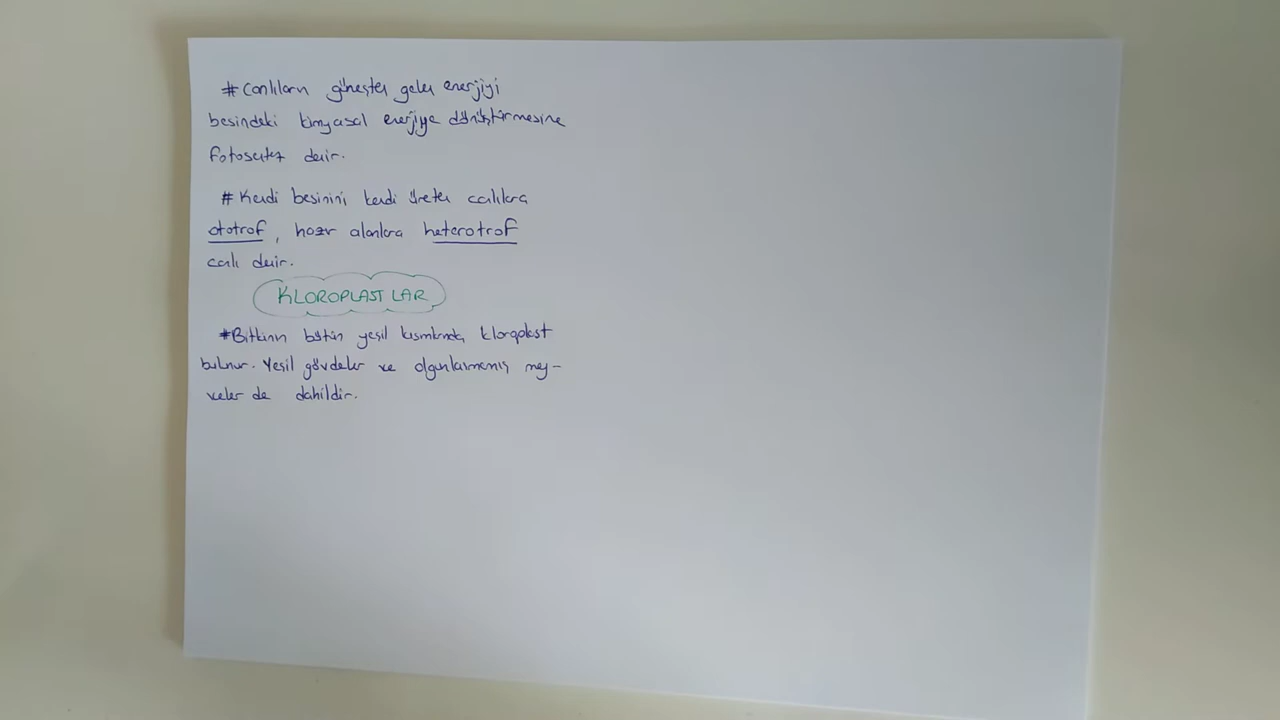 # Canlıların güneşten gelen enerjiyi
besindeki kimyasal enerjiye dönüştürmesine
fotosentez denir.
# Kendi besinini kendi üreten canlılara
ototrof, hazır alanlara heterotrof
canlı denir.
KLOROPLASTLAR
# Bitkinin bütün yeşil kısımlarında kloroplast
bulunur. Yeşil gövdeler ve olgunlaşmamış mey-
veler de dahildir.